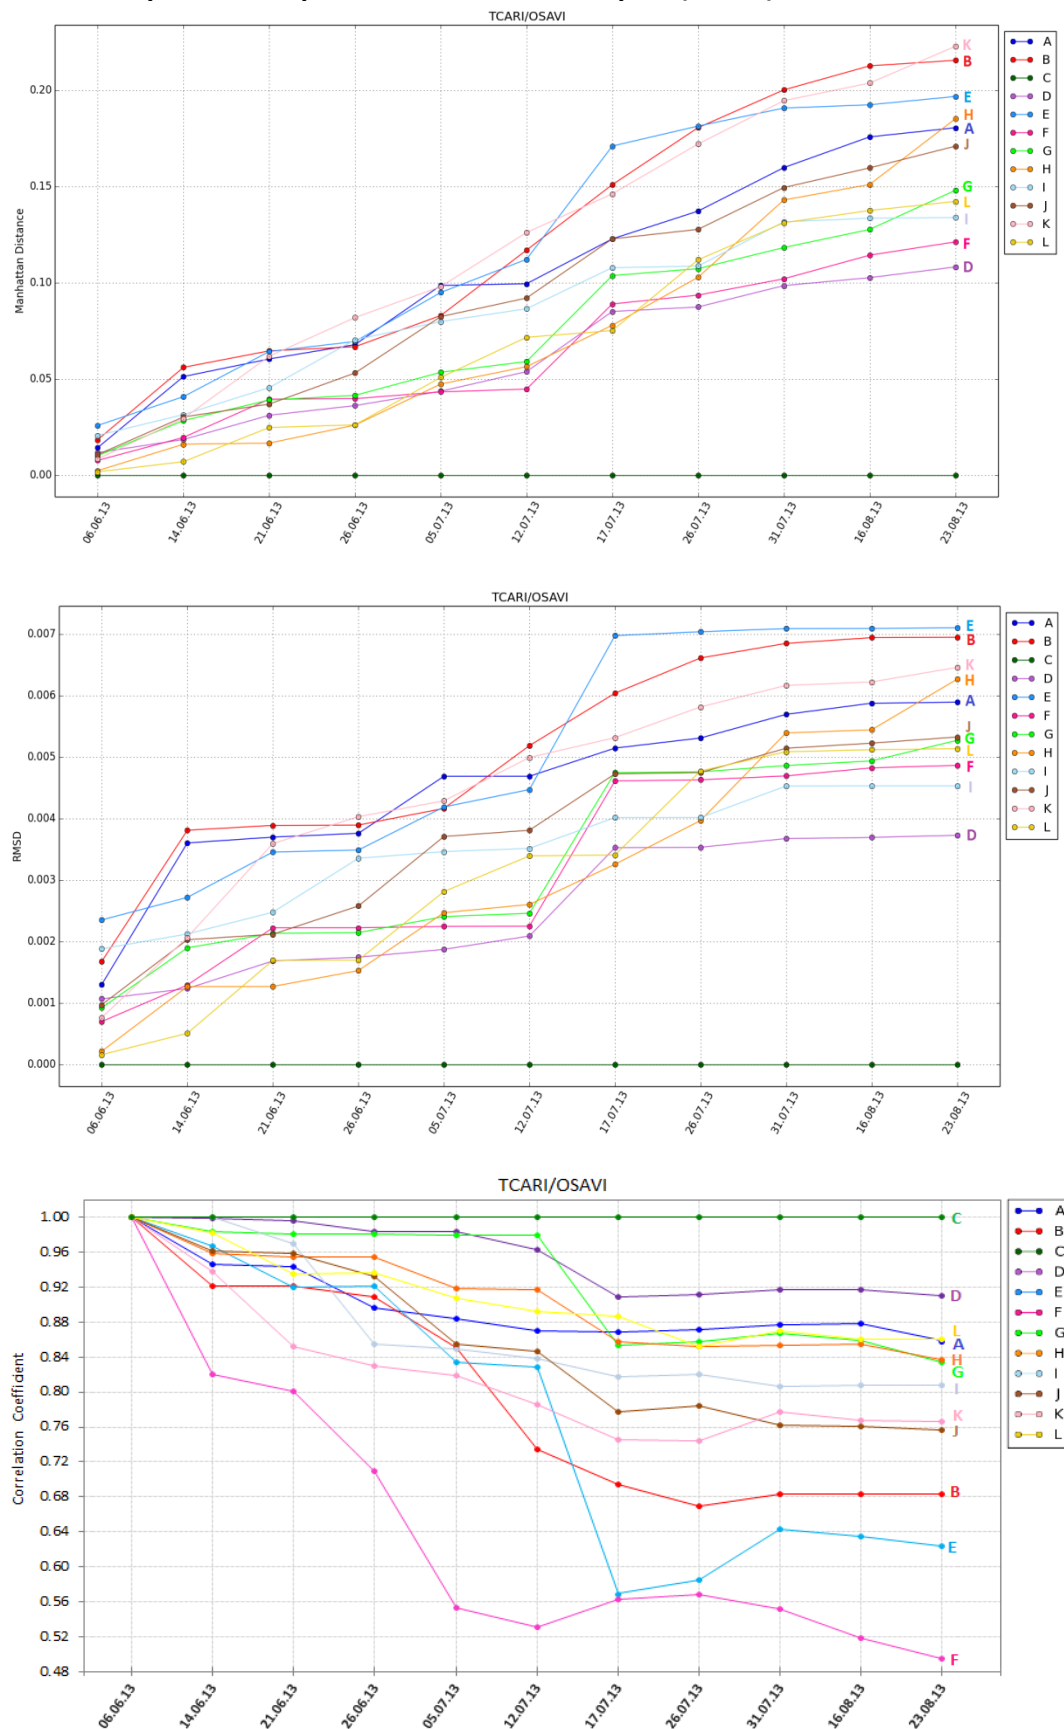 TCARI/OSAVI
Manhattan Distance
0.20
0.15
0.10
0.05
0.00
06.06.13
14.06.13
21.06.13
26.06.13
05.07.13
12.07.13
17.07.13
26.07.13
31.07.13
16.08.13
23.08.13
K
B
E
H
A
J
G
L
I
F
D
A
B
C
D
E
F
G
H
I
J
K
L
TCARI/OSAVI
RMSD
0.007
0.006
0.005
0.004
0.003
0.002
0.001
0.000
06.06.13
14.06.13
21.06.13
26.06.13
05.07.13
12.07.13
17.07.13
26.07.13
31.07.13
16.08.13
23.08.13
E
B
K
H
A
J
G
L
F
I
D
A
B
C
D
E
F
G
H
I
J
K
L
TCARI/OSAVI
Correlation Coefficient
1.00
0.96
0.92
0.88
0.84
0.80
0.76
0.72
0.68
0.64
0.60
0.56
0.52
0.48
06.06.13
14.06.13
21.06.13
26.06.13
05.07.13
12.07.13
17.07.13
26.07.13
31.07.13
16.08.13
23.08.13
C
D
L
A
H
G
I
K
J
B
E
F
A
B
C
D
E
F
G
H
I
J
K
L